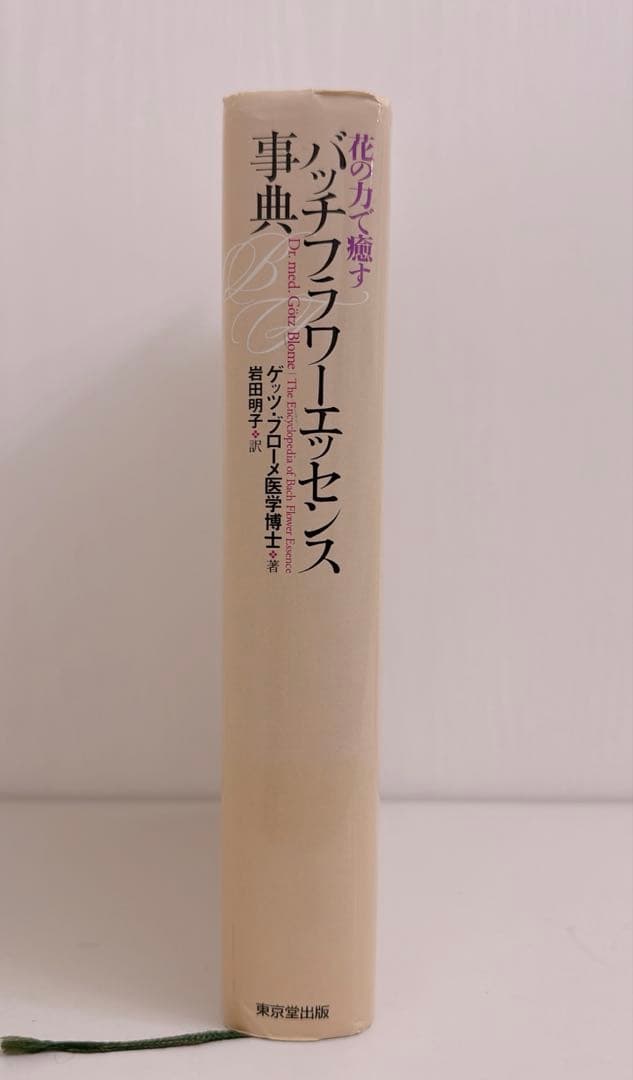 花の力で癒す
バッチフラワーエッセンス
事典
Dr. med. Götz Blome | The Encyclopedia of Bach Flower Essence
ゲッツ・ブローメ医学博士❖著
岩田明子❖訳
BF
東京堂出版